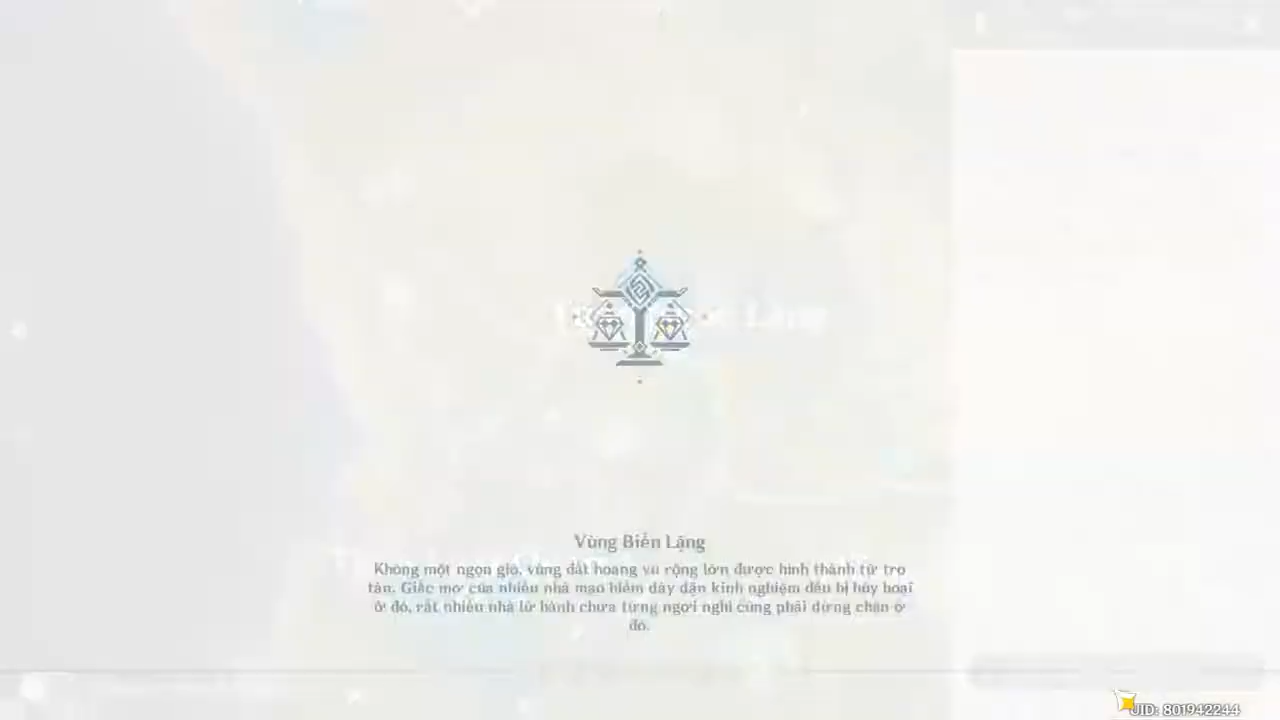 Vùng Biển Lặng
Không một ngọn gió, vùng đất hoang vu rộng lớn được hình thành từ tro
tàn. Giấc mơ của nhiều nhà mạo hiểm dày dặn kinh nghiệm đều bị hủy hoại
ở đó, rất nhiều nhà lữ hành chưa từng ngơi nghỉ cũng phải dừng chân ở
đó.
UID: 801942244